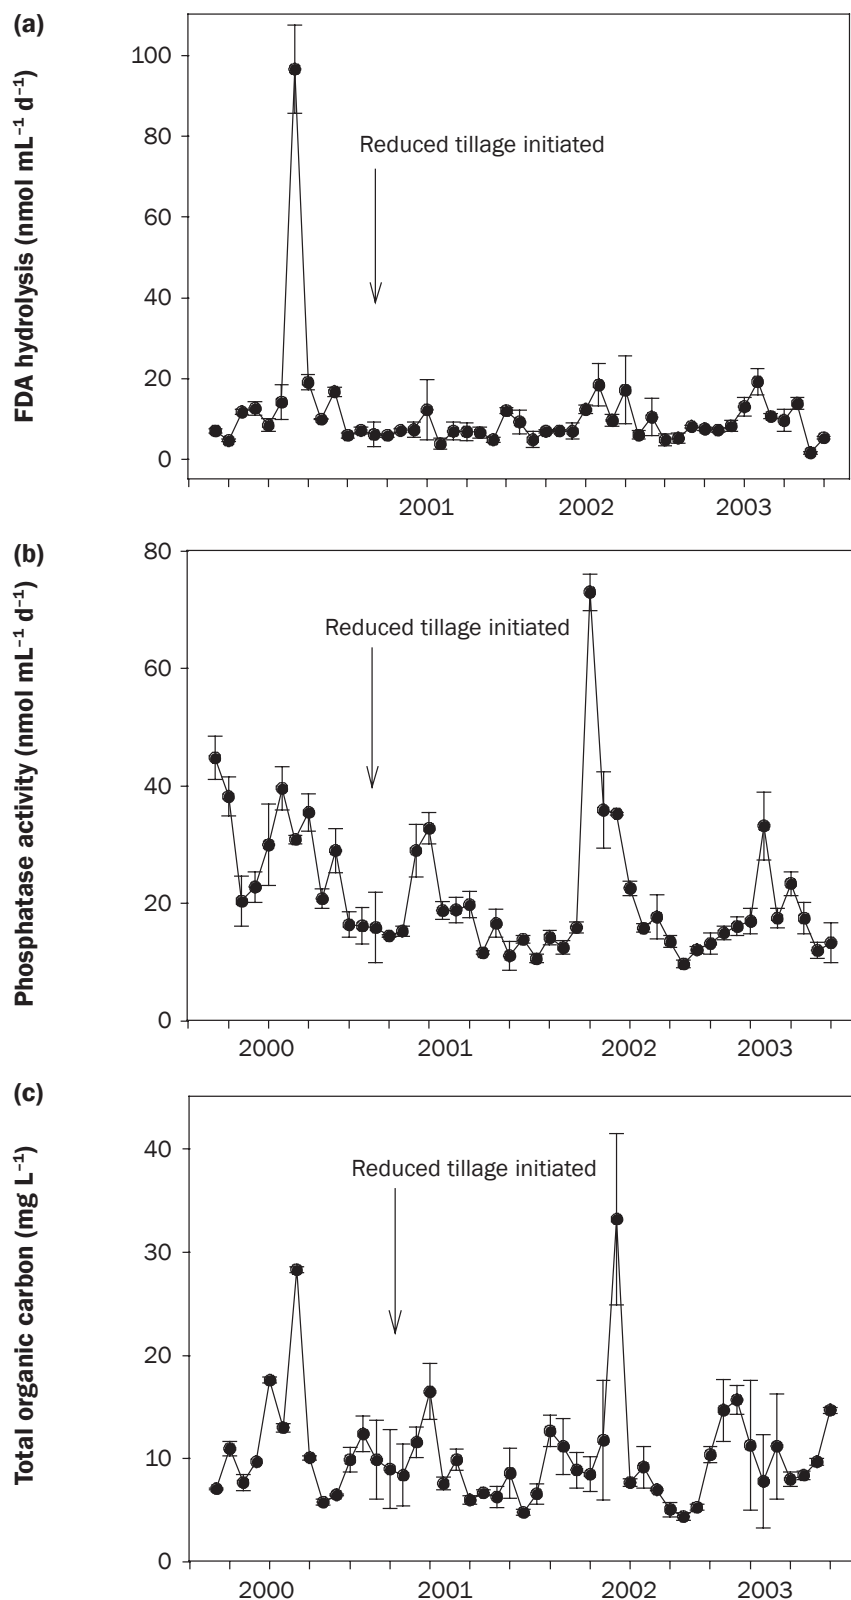 (a)
FDA hydrolysis (nmol mL⁻¹ d⁻¹)
100
80
60
40
20
0
Reduced tillage initiated
2001 2002 2003
(b)
Phosphatase activity (nmol mL⁻¹ d⁻¹)
80
60
40
20
0
Reduced tillage initiated
2000 2001 2002 2003
(c)
Total organic carbon (mg L⁻¹)
40
30
20
10
0
Reduced tillage initiated
2000 2001 2002 2003